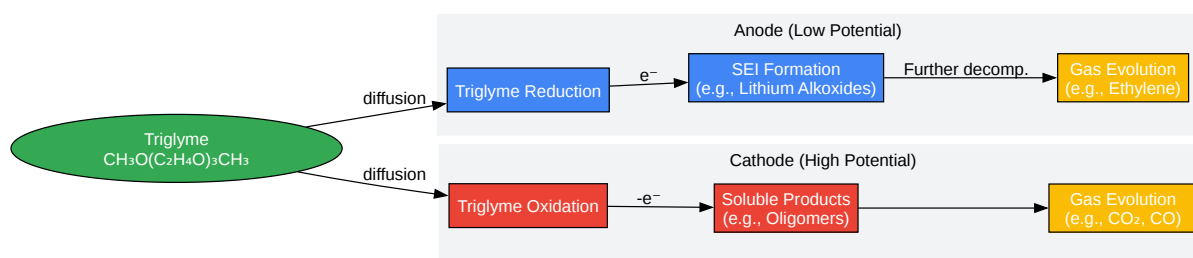 Anode (Low Potential)
Triglyme Reduction
e⁻
SEI Formation
(e.g., Lithium Alkoxides)
Further decomp.
Gas Evolution
(e.g., Ethylene)
diffusion
Triglyme
CH₃O(C₂H₄O)₃CH₃
diffusion
Cathode (High Potential)
Triglyme Oxidation
-e⁻
Soluble Products
(e.g., Oligomers)
Gas Evolution
(e.g., CO₂, CO)